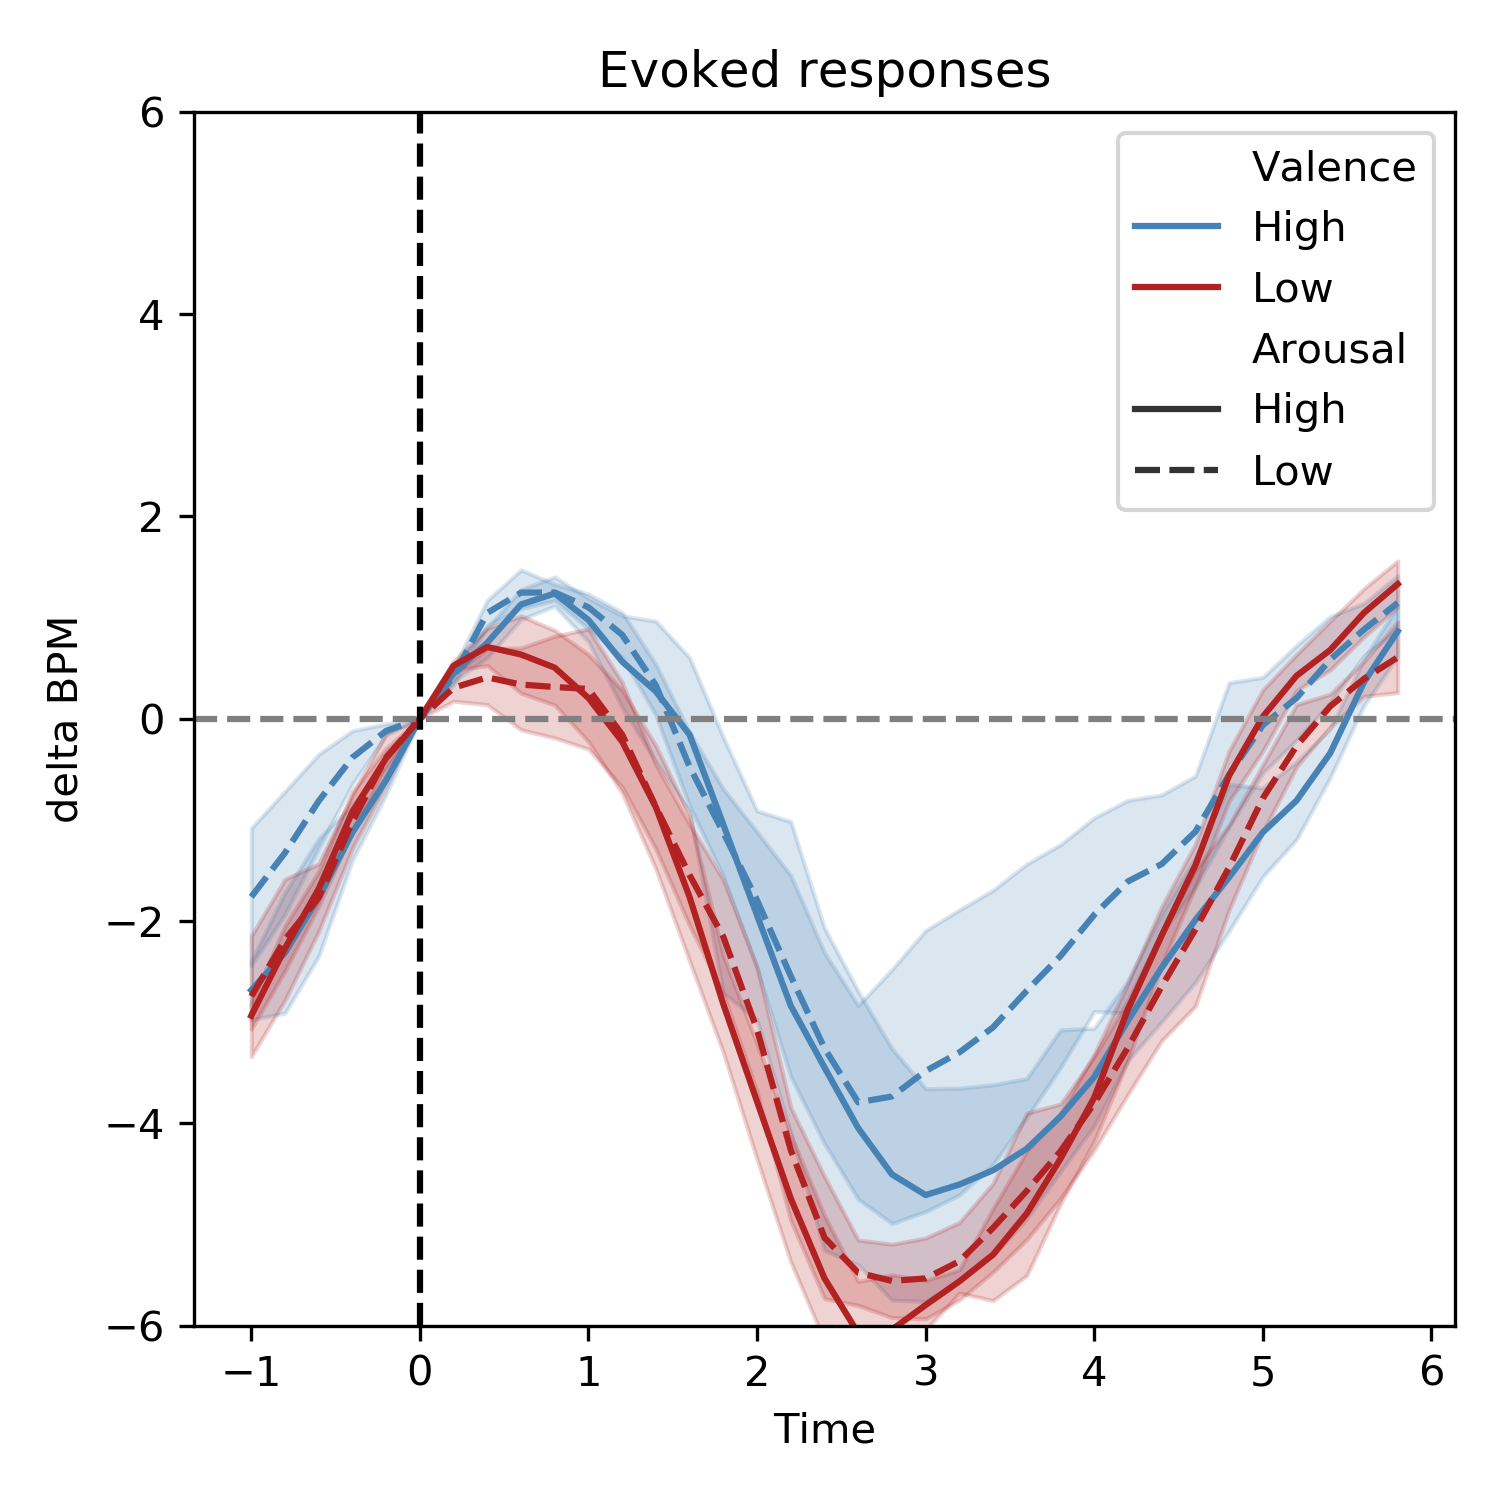 Evoked responses
6
4
2
0
−2
−4
−6
delta BPM
Valence
High
Low
Arousal
High
Low
−1 0 1 2 3 4 5 6
Time